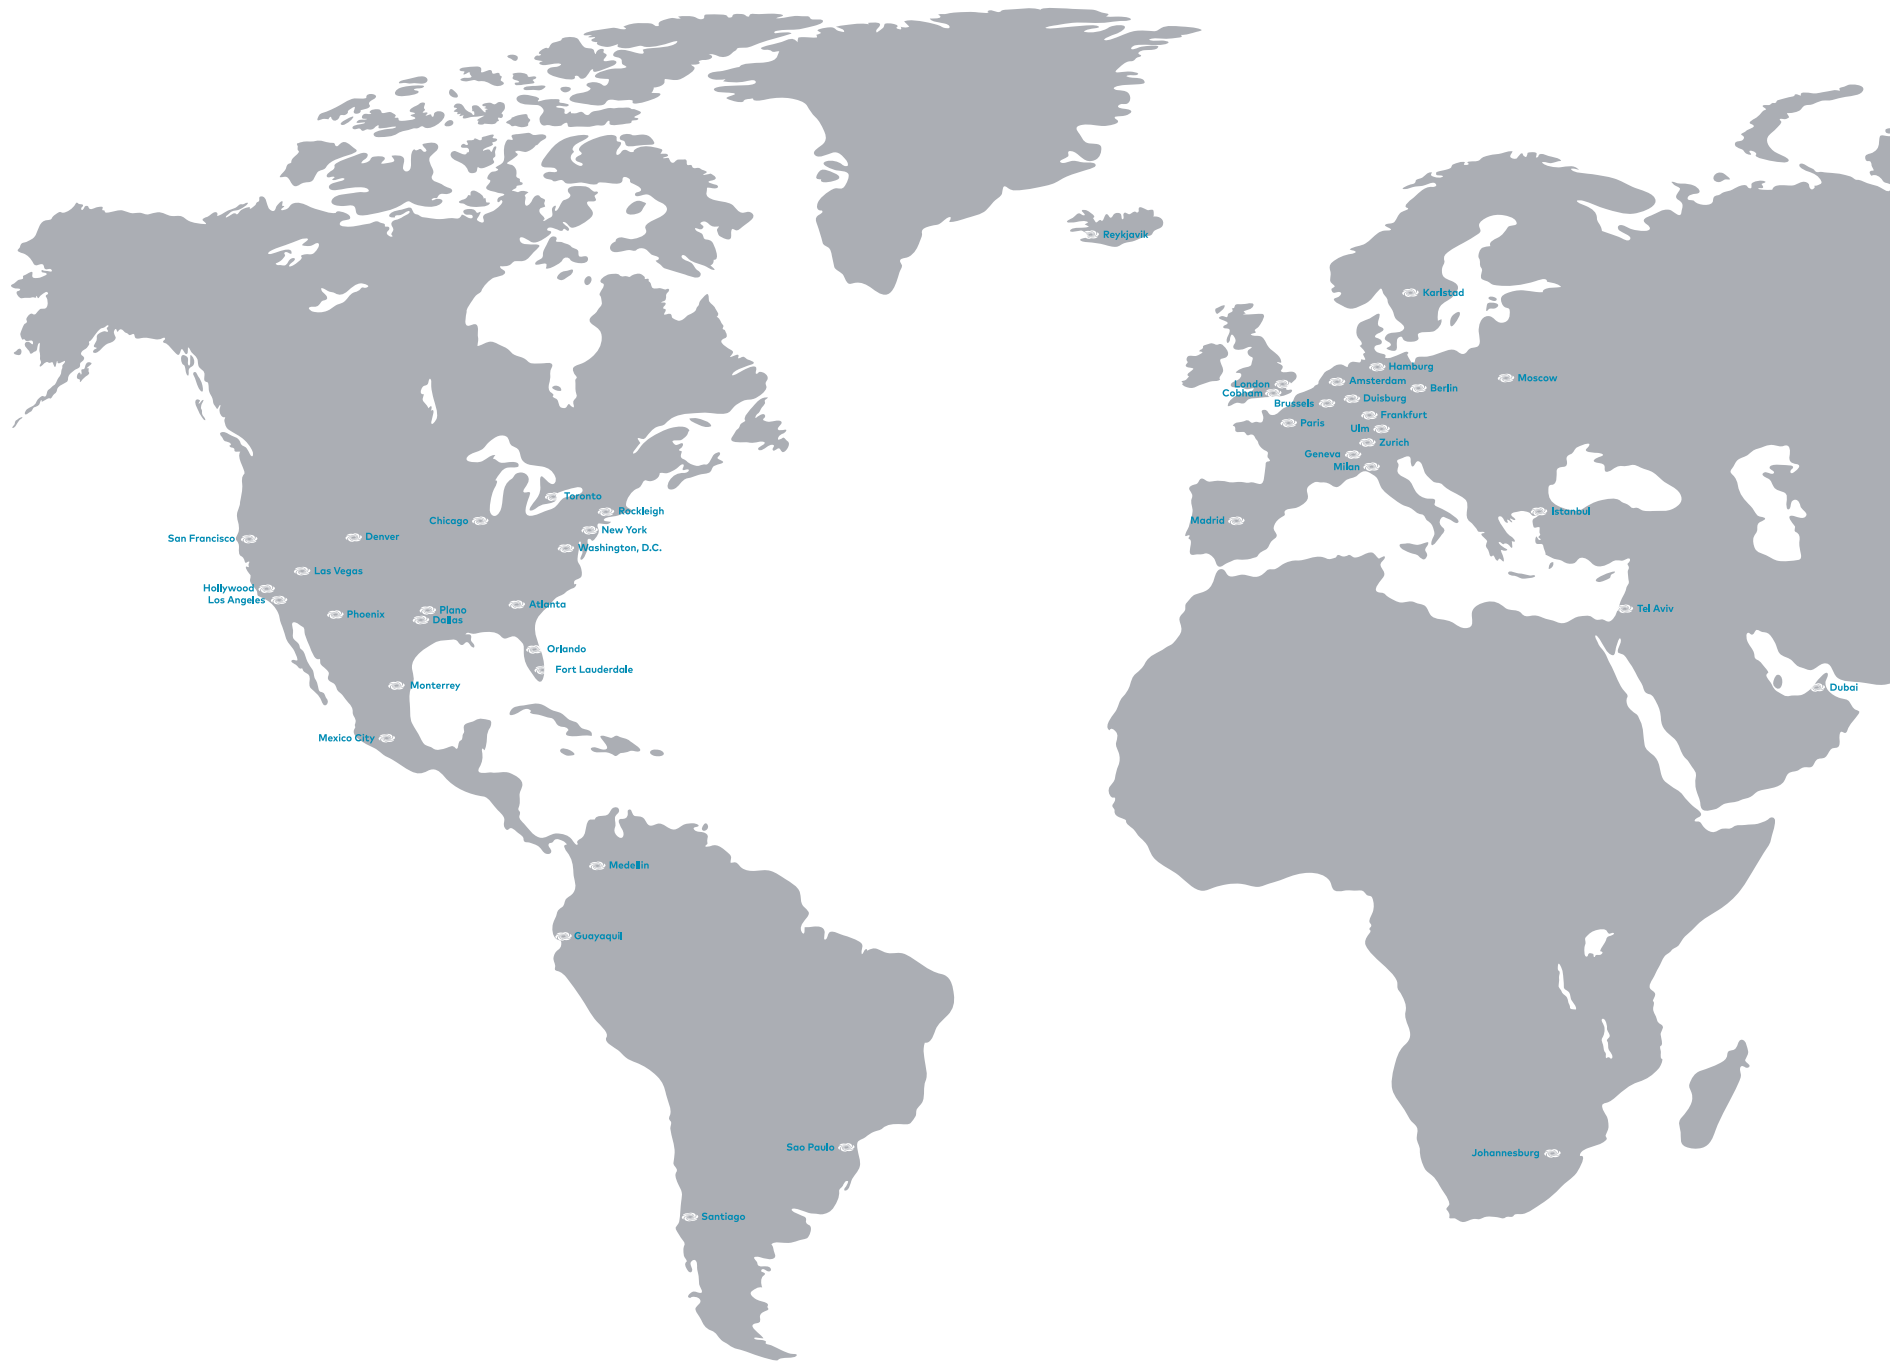 Reykjavik
Karlstad
Hamburg
Moscow
Amsterdam
London
Berlin
Cobham
Duisburg
Brussels
Frankfurt
Paris
Ulm
Zurich
Geneva
Milan
Toronto
Rockleigh
Istanbul
Chicago
Madrid
New York
Denver
San Francisco
Washington, D.C.
Las Vegas
Hollywood
Los Angeles
Atlanta
Tel Aviv
Plano
Phoenix
Dallas
Orlando
Fort Lauderdale
Monterrey
Dubai
Mexico City
Medellin
Guayaquil
Sao Paulo
Johannesburg
Santiago